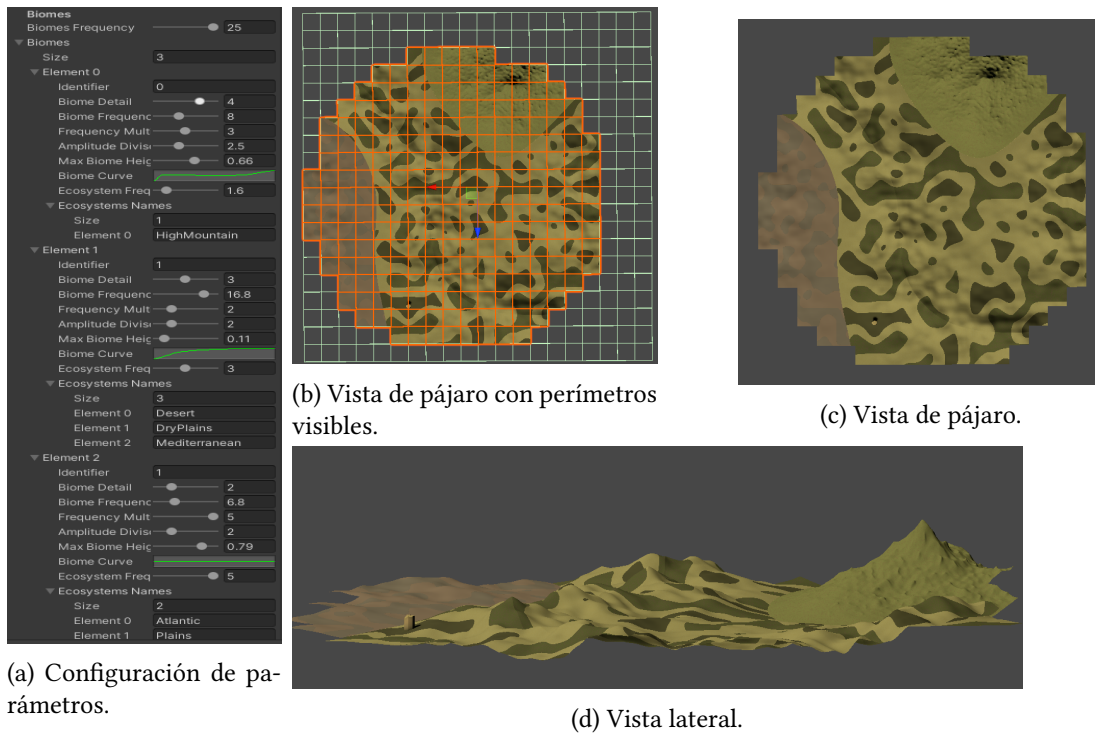 Biomes
Biomes Frequency 25
Biomes
Size 3
Element 0
Identifier 0
Biome Detail 4
Biome Frequenc 8
Frequency Mult 3
Amplitude Divis 2.5
Max Biome Heig 0.66
Biome Curve
Ecosystem Freq 1.6
Ecosystems Names
Size 1
Element 0 HighMountain
Element 1
Identifier 1
Biome Detail 3
Biome Frequenc 16.8
Frequency Mult 2
Amplitude Divis 2
Max Biome Heig 0.11
Biome Curve
Ecosystem Freq 3
Ecosystems Names
Size 3
Element 0 Desert
Element 1 DryPlains
Element 2 Mediterranean
Element 2
Identifier 1
Biome Detail 2
Biome Frequenc 6.8
Frequency Mult 5
Amplitude Divis 2
Max Biome Heig 0.79
Biome Curve
Ecosystem Freq 5
Ecosystems Names
Size 2
Element 0 Atlantic
Element 1 Plains
(a) Configuración de pa-
rámetros.
(b) Vista de pájaro con perímetros
visibles.
(c) Vista de pájaro.
(d) Vista lateral.